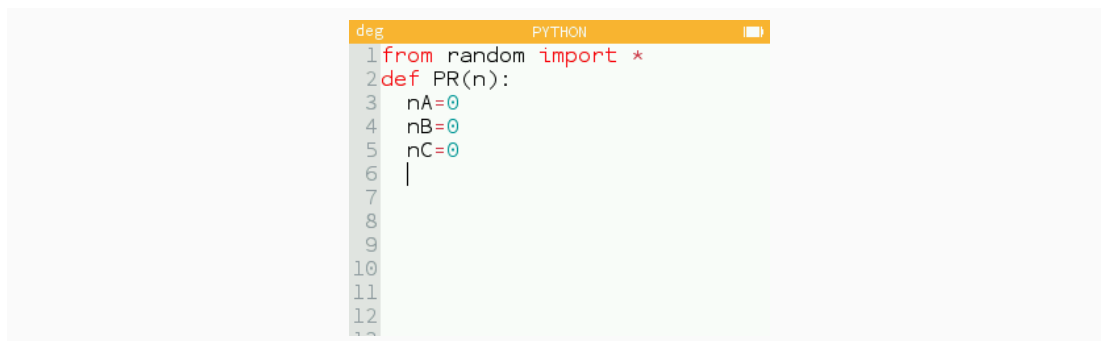 deg PYTHON
1 from random import *
2 def PR(n):
3 nA=0
4 nB=0
5 nC=0
6
7
8
9
10
11
12